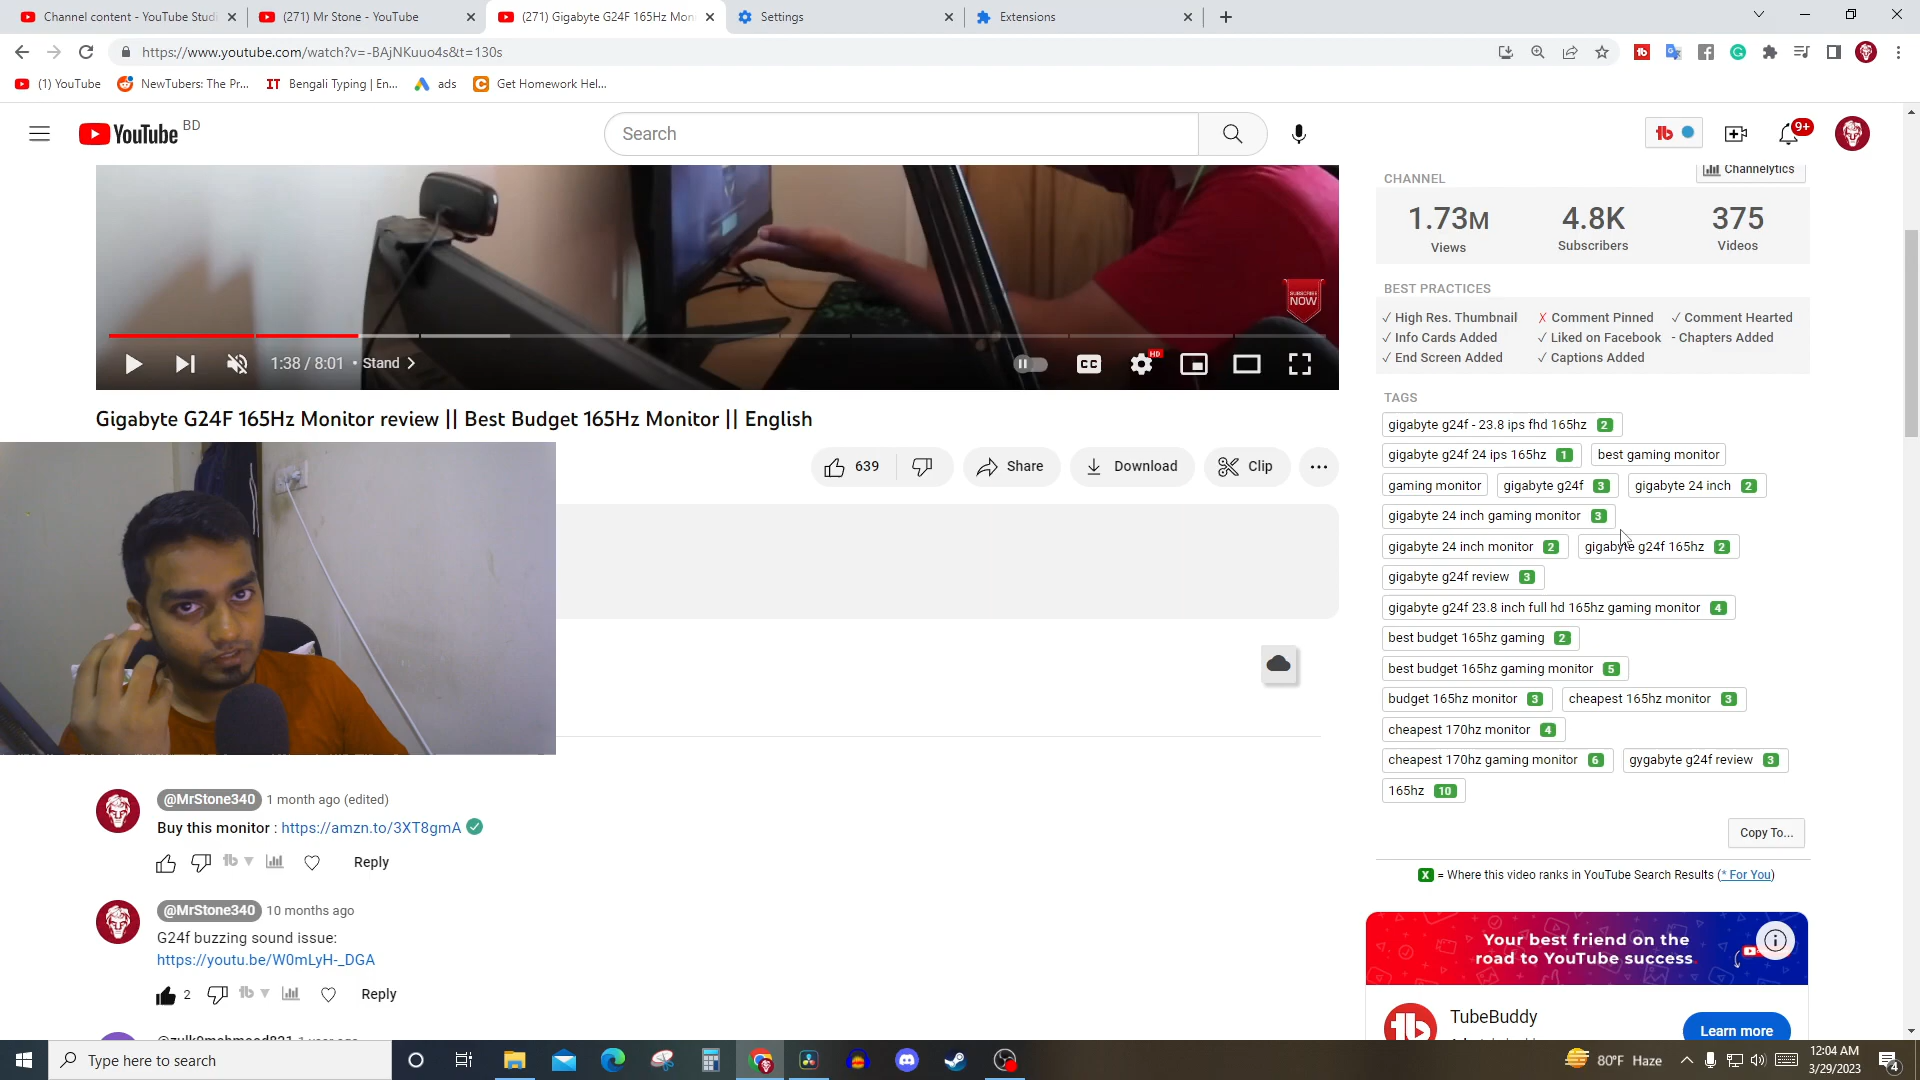 Channel content - YouTube Studi
(271) Mr Stone - YouTube
(271) Gigabyte G24F 165Hz Mon
Settings
Extensions
https://www.youtube.com/watch?v=-BAjNKuuo4s&t=130s
(1) YouTube
NewTubers: The Pr...
IT Bengali Typing | En...
ads
Get Homework Hel...
YouTube BD
Search
9+
CHANNEL
Channelytics
1.73M
4.8K
375
Views
Subscribers
Videos
BEST PRACTICES
✓ High Res. Thumbnail
✗ Comment Pinned
✓ Comment Hearted
✓ Info Cards Added
✓ Liked on Facebook
- Chapters Added
✓ End Screen Added
✓ Captions Added
SUBSCRIBE
NOW
1:38 / 8:01 • Stand
CC
HD
Gigabyte G24F 165Hz Monitor review || Best Budget 165Hz Monitor || English
639
Share
Download
Clip
TAGS
gigabyte g24f - 23.8 ips fhd 165hz 2
gigabyte g24f 24 ips 165hz 1
best gaming monitor
gaming monitor
gigabyte g24f 3
gigabyte 24 inch 2
gigabyte 24 inch gaming monitor 3
gigabyte 24 inch monitor 2
gigabyte g24f 165hz 2
gigabyte g24f review 3
gigabyte g24f 23.8 inch full hd 165hz gaming monitor 4
best budget 165hz gaming 2
best budget 165hz gaming monitor 5
budget 165hz monitor 3
cheapest 165hz monitor 3
cheapest 170hz monitor 4
cheapest 170hz gaming monitor 6
gygabyte g24f review 3
165hz 10
Copy To...
X = Where this video ranks in YouTube Search Results (* For You)
@MrStone340 1 month ago (edited)
Buy this monitor : https://amzn.to/3XT8gmA
Reply
@MrStone340 10 months ago
G24f buzzing sound issue:
https://youtu.be/W0mLyH-_DGA
2
Reply
Your best friend on the
road to YouTube success.
TubeBuddy
Learn more
Type here to search
80°F Haze
12:04 AM
3/29/2023
4